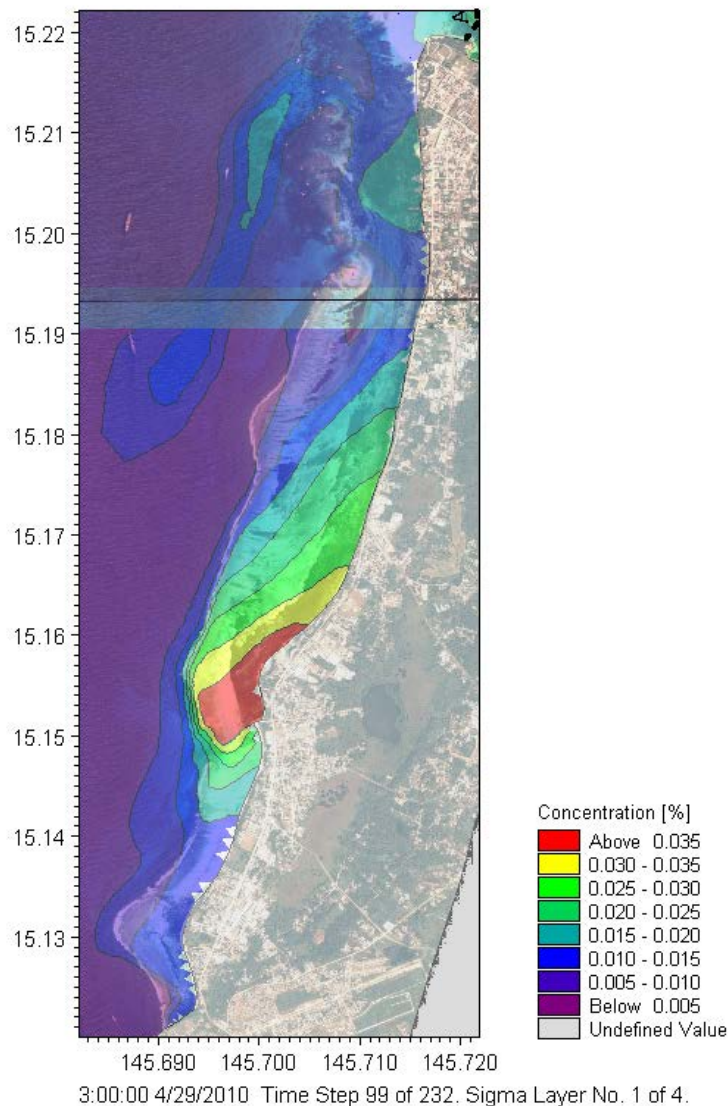 15.22
15.21
15.20
15.19
15.18
15.17
15.16
15.15
15.14
15.13
145.690 145.700 145.710 145.720
Concentration [%]
Above 0.035
0.030 - 0.035
0.025 - 0.030
0.020 - 0.025
0.015 - 0.020
0.010 - 0.015
0.005 - 0.010
Below 0.005
Undefined Value
3:00:00 4/29/2010 Time Step 99 of 232. Sigma Layer No. 1 of 4.